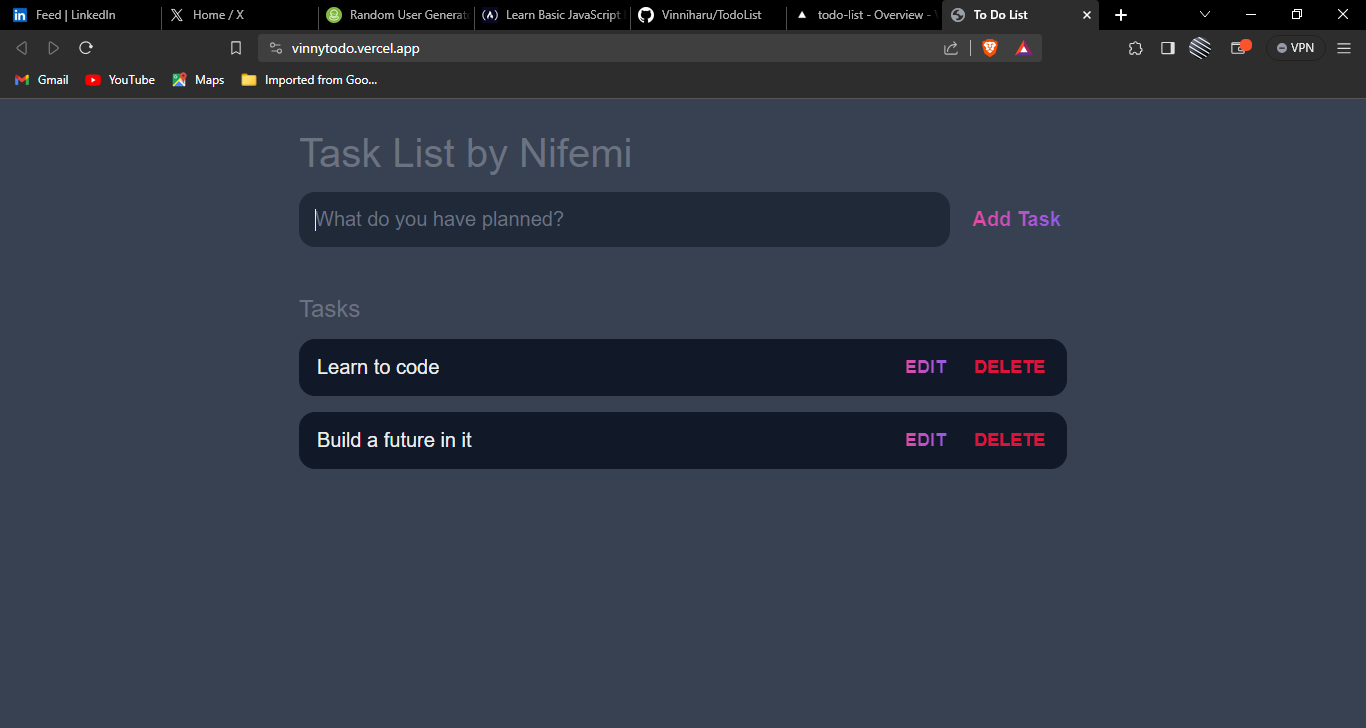 Feed | LinkedIn
Home / X
Random User Generat
Learn Basic JavaScript
Vinniharu/TodoList
todo-list - Overview -
To Do List
vinnytodo.vercel.app
VPN
Gmail
YouTube
Maps
Imported from Goo...
Task List by Nifemi
What do you have planned?
Add Task
Tasks
Learn to code
EDIT
DELETE
Build a future in it
EDIT
DELETE